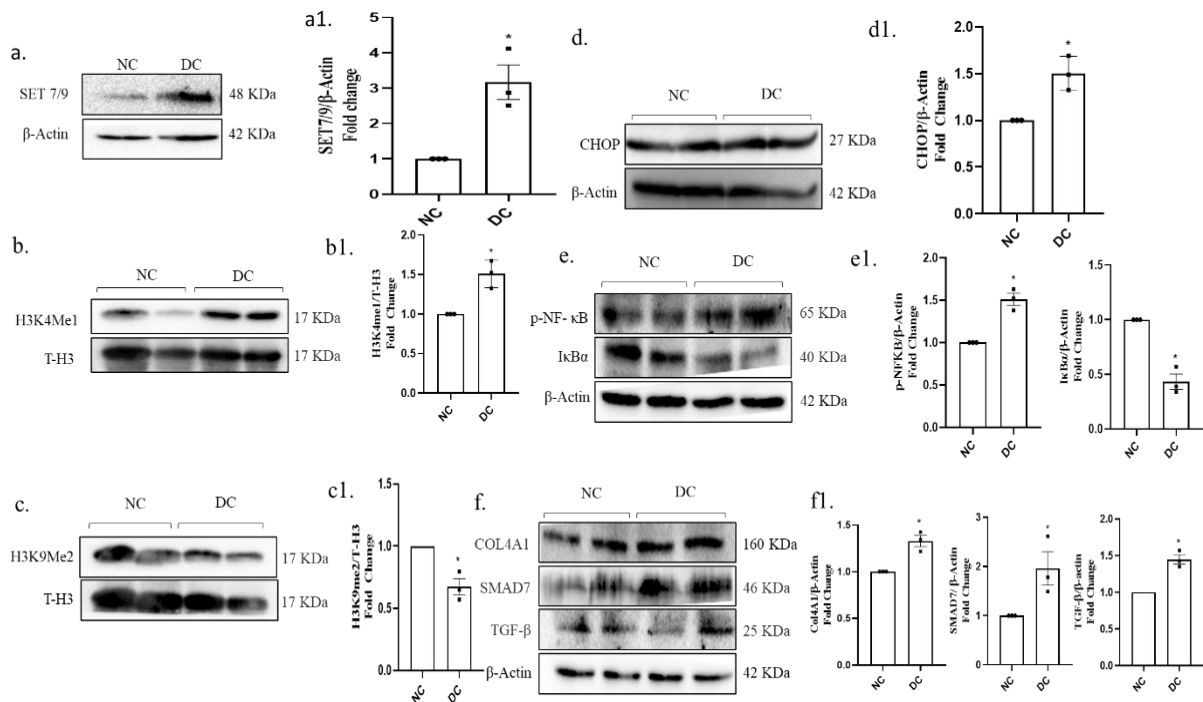 a.
NC DC
SET 7/9 48 KDa
β-Actin 42 KDa
a1.
SET7/9/β-Actin
Fold change
5
4
3
2
1
0
*
NC DC
b.
NC DC
H3K4Me1 17 KDa
T-H3 17 KDa
b1.
H3K4me1/T-H3
Fold Change
2.0
1.5
1.0
0.5
0.0
*
NC DC
c.
NC DC
H3K9Me2 17 KDa
T-H3 17 KDa
c1.
H3K9me2/T-H3
Fold Change
1.0
0.5
0.0
*
NC DC
d.
NC DC
CHOP 27 KDa
β-Actin 42 KDa
d1.
CHOP/β-Actin
Fold Change
2.0
1.5
1.0
0.5
0.0
*
NC DC
e.
NC DC
p-NF- κB 65 KDa
IκBα 40 KDa
β-Actin 42 KDa
e1.
p-NFKB/β-Actin
Fold Change
2.0
1.5
1.0
0.5
0.0
*
NC DC
IκBα/β-Actin
Fold Change
1.5
1.0
0.5
0.0
*
NC DC
f.
NC DC
COL4A1 160 KDa
SMAD7 46 KDa
TGF-β 25 KDa
β-Actin 42 KDa
f1.
Col4A1/β-Actin
Fold Change
1.5
1.0
0.5
0.0
*
NC DC
SMAD7/ β-Actin
Fold Change
3
2
1
0
*
NC DC
TGF-β/β-actin
Fold Change
2.0
1.5
1.0
0.5
0.0
*
NC DC